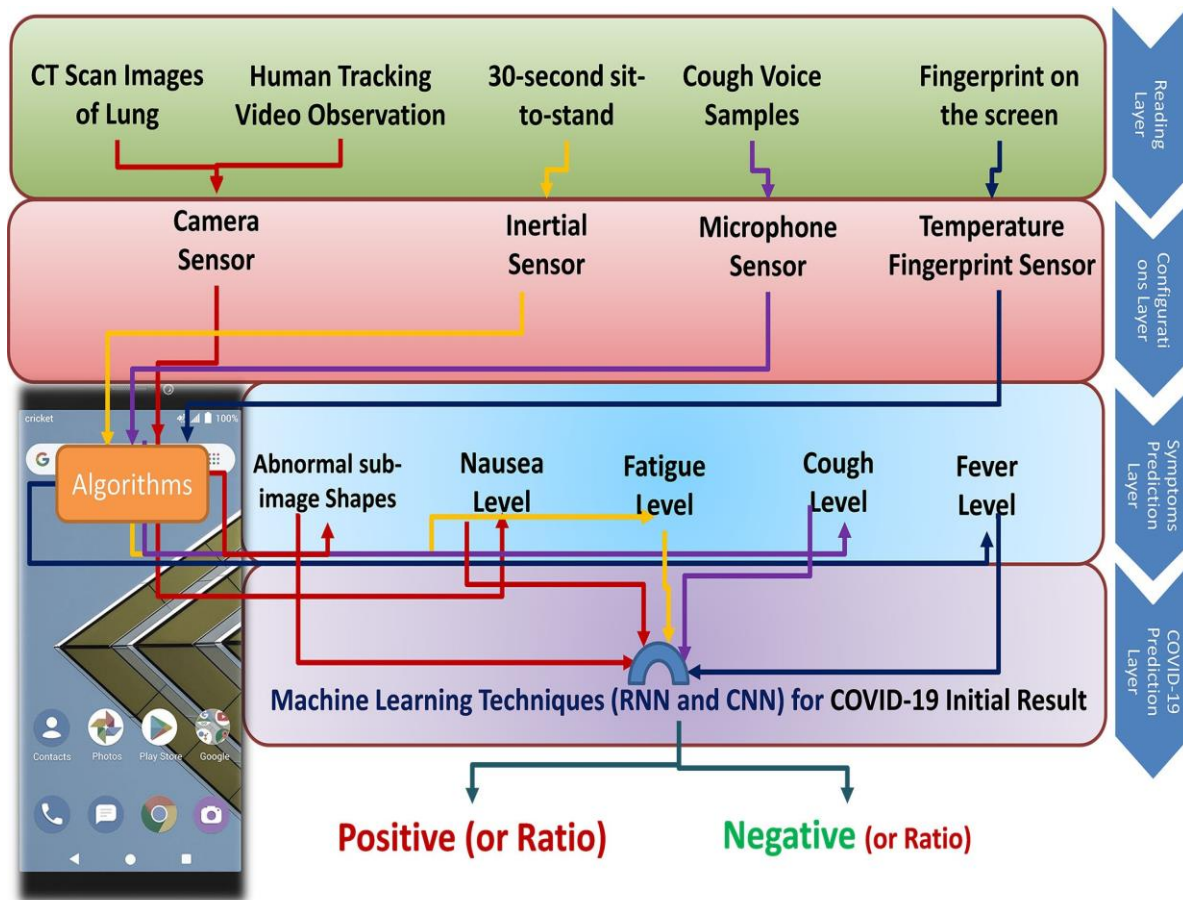 CT Scan Images
of Lung
Human Tracking
Video Observation
30-second sit-
to-stand
Cough Voice
Samples
Fingerprint on
the screen
Reading
Layer
Camera
Sensor
Inertial
Sensor
Microphone
Sensor
Temperature
Fingerprint Sensor
Configurati
ons Layer
cricket
100%
G
Algorithms
Abnormal sub-
image Shapes
Nausea
Level
Fatigue
Level
Cough
Level
Fever
Level
Symptoms
Prediction
Layer
Machine Learning Techniques (RNN and CNN) for COVID-19 Initial Result
COVID-19
Prediction
Layer
Contacts
Photos
Play Store
Google
Positive (or Ratio)
Negative (or Ratio)